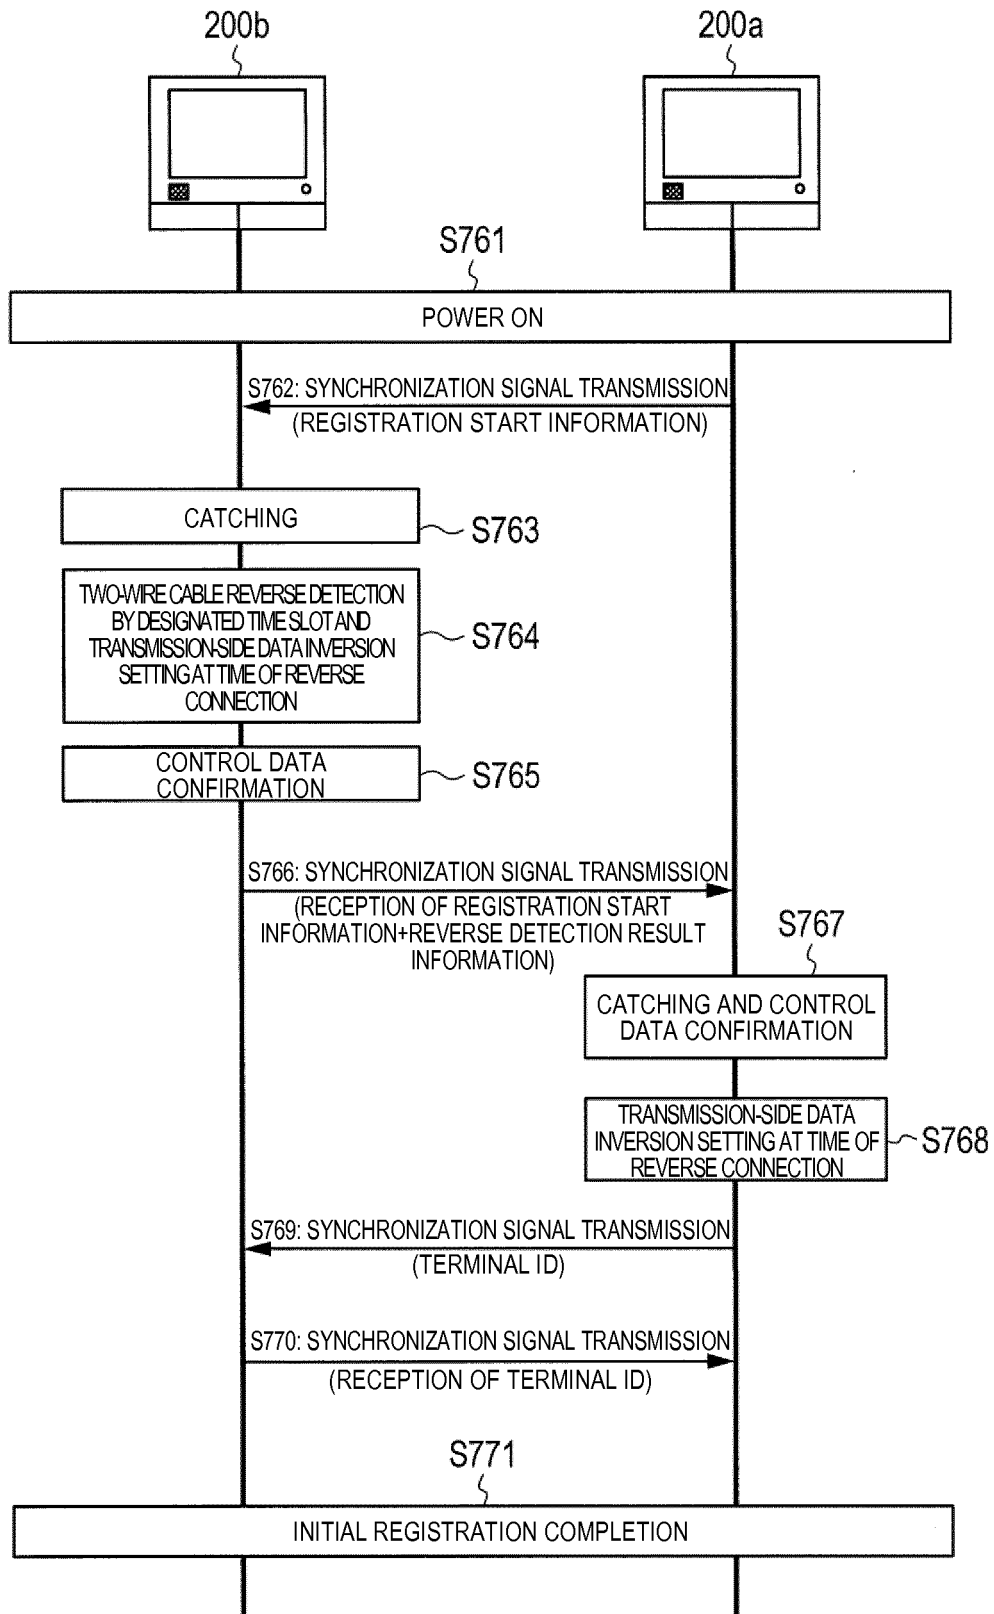 200b
200a
S761
POWER ON
S762: SYNCHRONIZATION SIGNAL TRANSMISSION
(REGISTRATION START INFORMATION)
CATCHING
S763
TWO-WIRE CABLE REVERSE DETECTION
BY DESIGNATED TIME SLOT AND
TRANSMISSION-SIDE DATA INVERSION
SETTING AT TIME OF REVERSE
CONNECTION
S764
CONTROL DATA
CONFIRMATION
S765
S766: SYNCHRONIZATION SIGNAL TRANSMISSION
(RECEPTION OF REGISTRATION START
INFORMATION+REVERSE DETECTION RESULT
INFORMATION)
S767
CATCHING AND CONTROL
DATA CONFIRMATION
TRANSMISSION-SIDE DATA
INVERSION SETTING AT TIME OF
REVERSE CONNECTION
S768
S769: SYNCHRONIZATION SIGNAL TRANSMISSION
(TERMINAL ID)
S770: SYNCHRONIZATION SIGNAL TRANSMISSION
(RECEPTION OF TERMINAL ID)
S771
INITIAL REGISTRATION COMPLETION